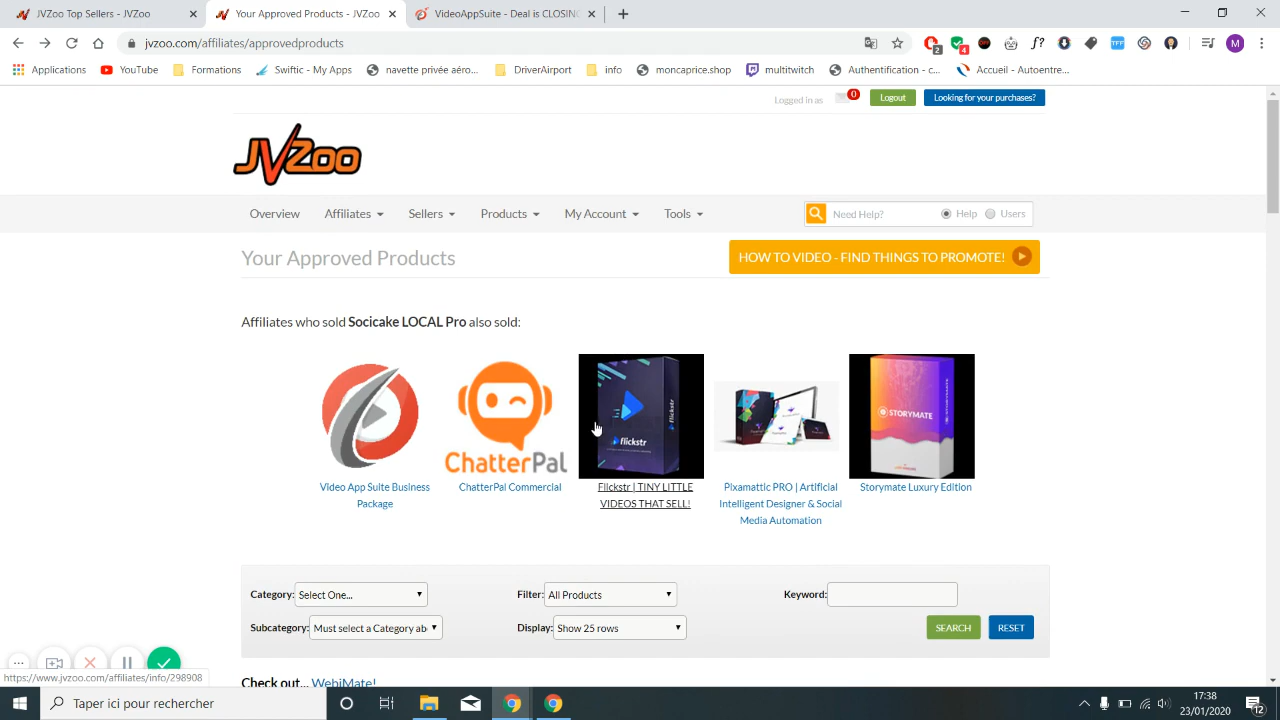 JVZoo Top Sellers - JVZoo
Your Approved Products - JVZoo
VideoAppSuite - Deal is CLOSIN
jvzoo.com/affiliates/approvedproducts
Applications
YouTube
Formations
Swiftic - My Apps
navette privée aéro...
DriverAirport
info
moncaprice.shop
multitwitch
Authentification - c...
Accueil - Autoentre...
Logged in as
0
Logout
Looking for your purchases?
JVZoo
Overview
Affiliates
Sellers
Products
My Account
Tools
Need Help?
Help
Users
Your Approved Products
HOW TO VIDEO - FIND THINGS TO PROMOTE!
Affiliates who sold Socicake LOCAL Pro also sold:
ChatterPal
flickstr
STORYMATE
Video App Suite Business
Package
ChatterPal Commercial
Flickstr | TINY LiTTLE
VIDEOS THAT SELL!
Pixamattic PRO | Artificial
Intelligent Designer & Social
Media Automation
Storymate Luxury Edition
Category:
Select One...
Filter:
All Products
Keyword:
Subcategory:
Must select a Category ab
Display:
Show 25 rows
SEARCH
RESET
Check out... WebiMate!
https://www.jvzoo.com/affiliates/info/298908
Taper ici pour rechercher
17:38
23/01/2020
12